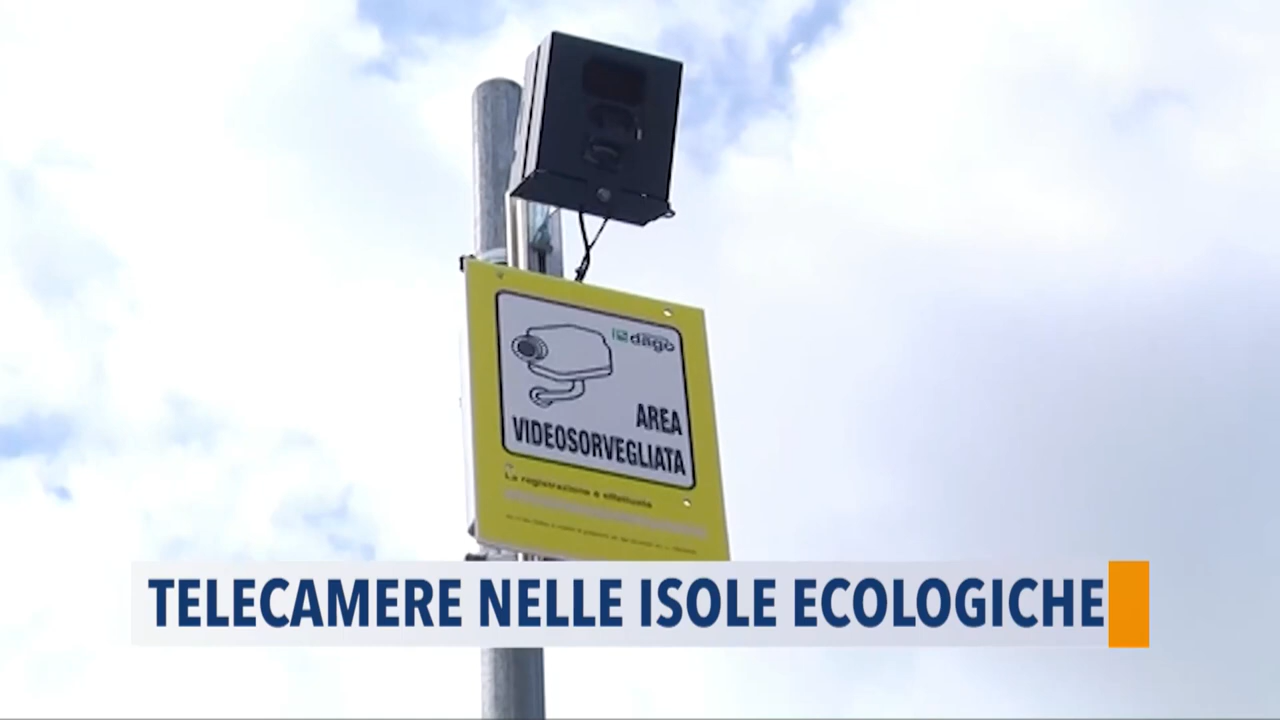 dago
AREA
VIDEOSORVEGLIATA
La registrazione è effettuata
TELECAMERE NELLE ISOLE ECOLOGICHE